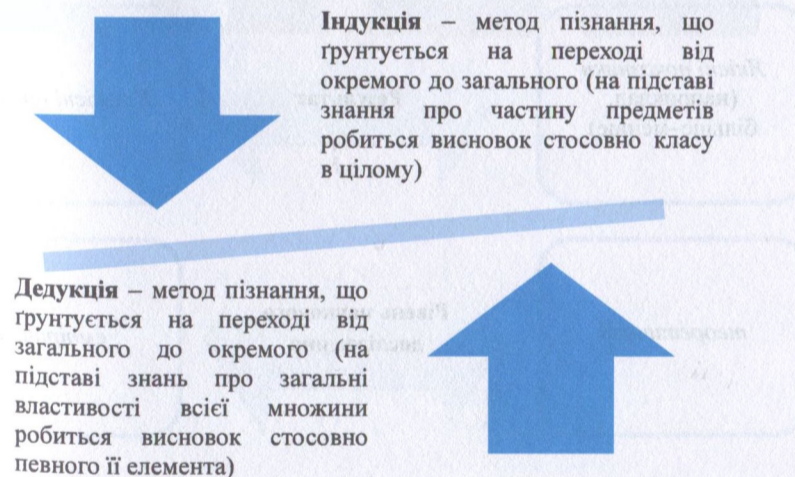 Індукція – метод пізнання, що
ґрунтується на переході від
окремого до загального (на підставі
знання про частину предметів
робиться висновок стосовно класу
в цілому)
Дедукція – метод пізнання, що
ґрунтується на переході від
загального до окремого (на
підставі знань про загальні
властивості всієї множини
робиться висновок стосовно
певного її елемента)